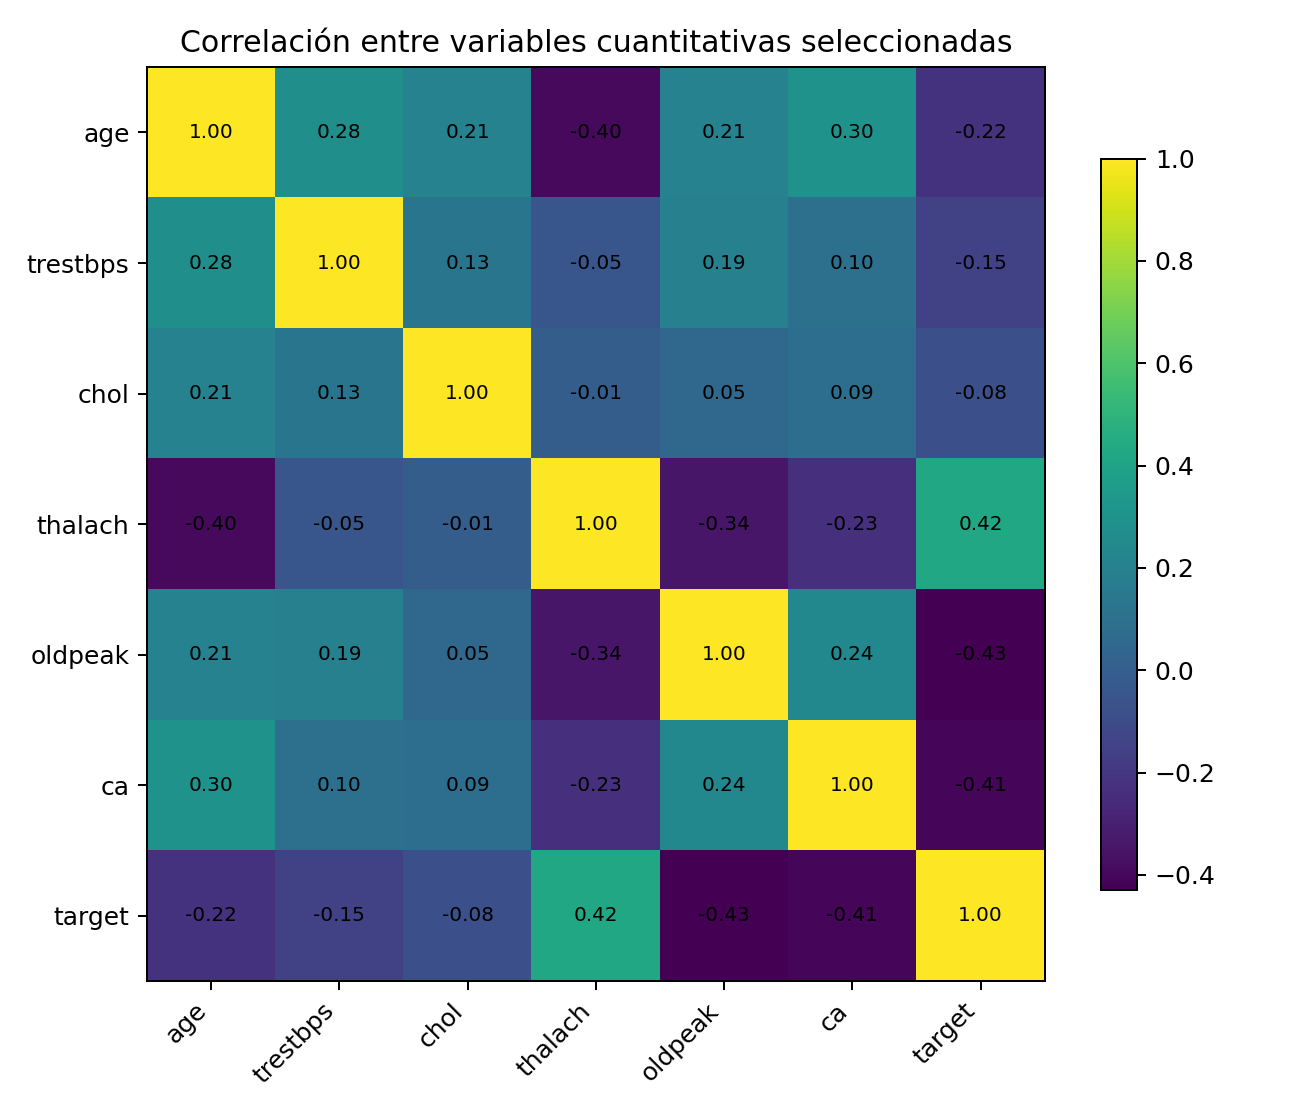 Correlación entre variables cuantitativas seleccionadas
age 1.00 0.28 0.21 -0.40 0.21 0.30 -0.22
trestbps 0.28 1.00 0.13 -0.05 0.19 0.10 -0.15
chol 0.21 0.13 1.00 -0.01 0.05 0.09 -0.08
thalach -0.40 -0.05 -0.01 1.00 -0.34 -0.23 0.42
oldpeak 0.21 0.19 0.05 -0.34 1.00 0.24 -0.43
ca 0.30 0.10 0.09 -0.23 0.24 1.00 -0.41
target -0.22 -0.15 -0.08 0.42 -0.43 -0.41 1.00
age trestbps chol thalach oldpeak ca target
1.0
0.8
0.6
0.4
0.2
0.0
−0.2
−0.4